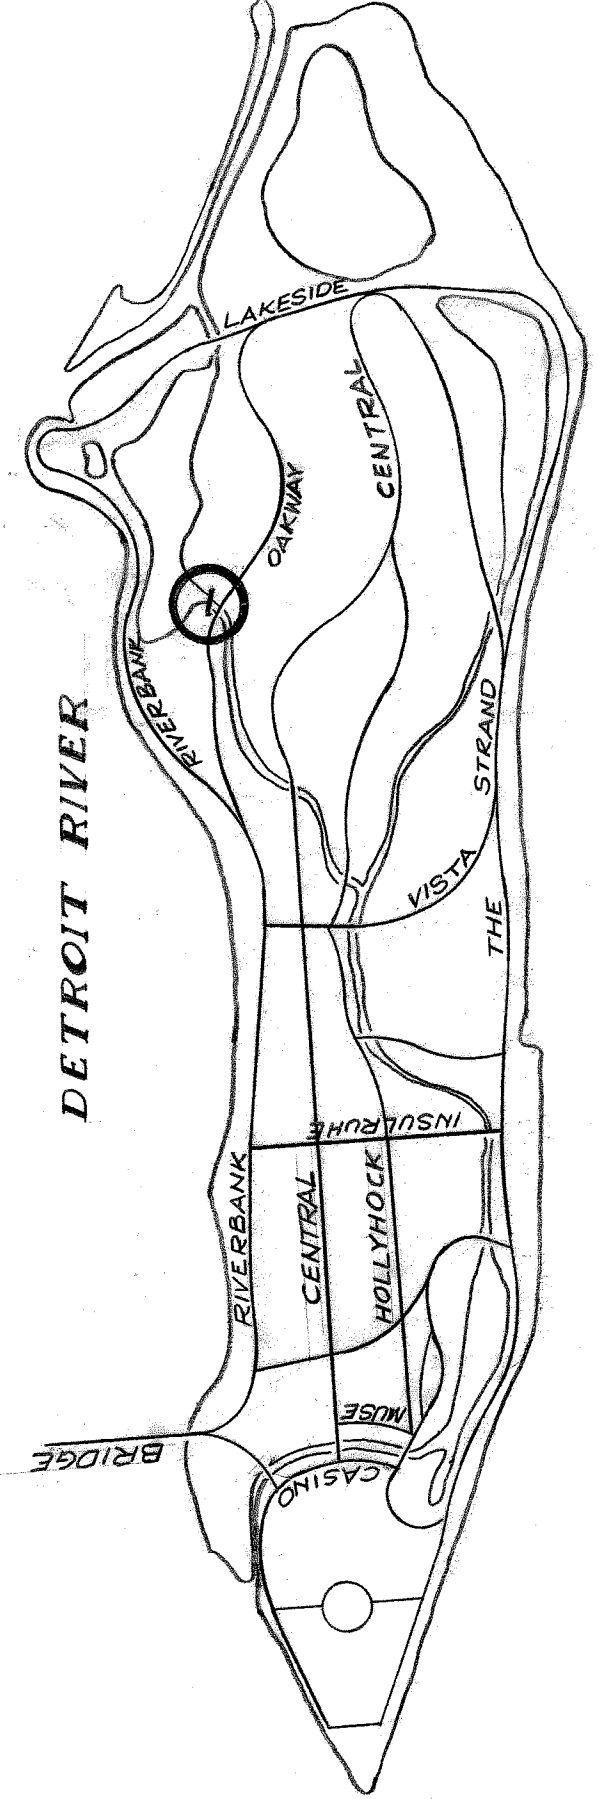 LAKESIDE
CENTRAL
OAKWAY
RIVERBANK
DETROIT RIVER
STRAND
VISTA
THE
INSULRUHE
RIVERBANK
CENTRAL
HOLLYHOCK
MUSE
BRIDGE
CASINO